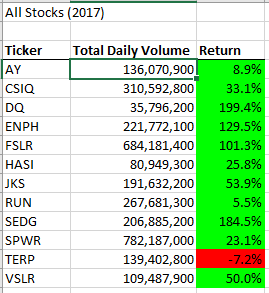 All Stocks (2017)
Ticker Total Daily Volume Return
AY 136,070,900 8.9%
CSIQ 310,592,800 33.1%
DQ 35,796,200 199.4%
ENPH 221,772,100 129.5%
FSLR 684,181,400 101.3%
HASI 80,949,300 25.8%
JKS 191,632,200 53.9%
RUN 267,681,300 5.5%
SEDG 206,885,200 184.5%
SPWR 782,187,000 23.1%
TERP 139,402,800 -7.2%
VSLR 109,487,900 50.0%